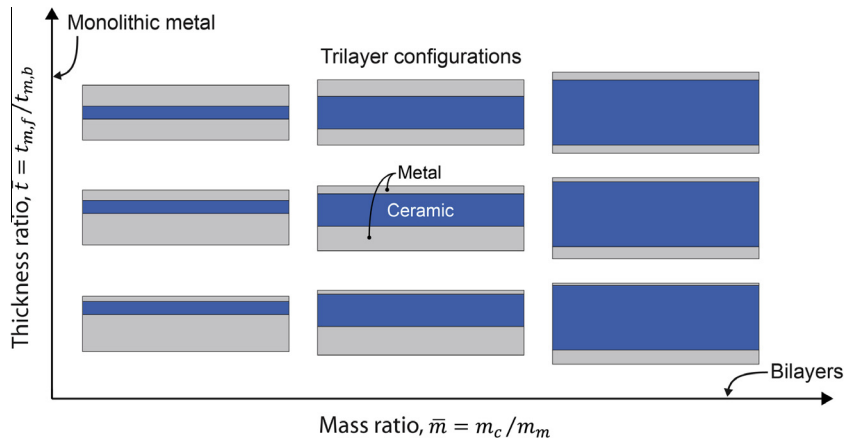 Monolithic metal
Trilayer configurations
Metal
Ceramic
Bilayers
Thickness ratio, t̄ = t_{m,f}/t_{m,b}
Mass ratio, m̄ = m_c/m_m